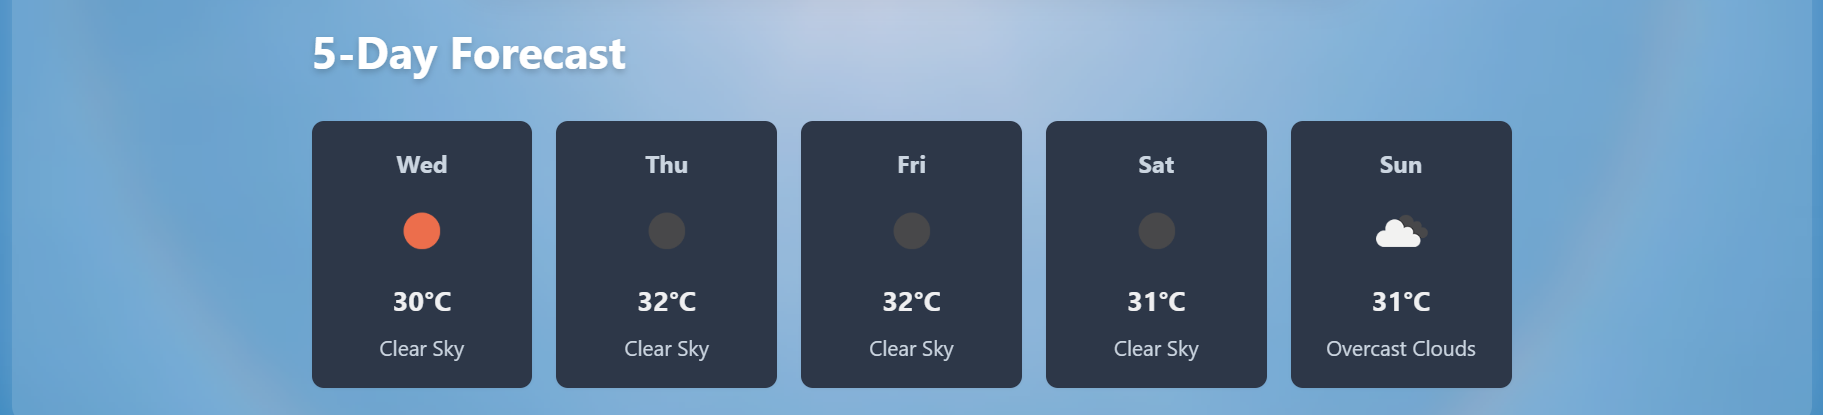 5-Day Forecast
Wed
30°C
Clear Sky
Thu
32°C
Clear Sky
Fri
32°C
Clear Sky
Sat
31°C
Clear Sky
Sun
31°C
Overcast Clouds